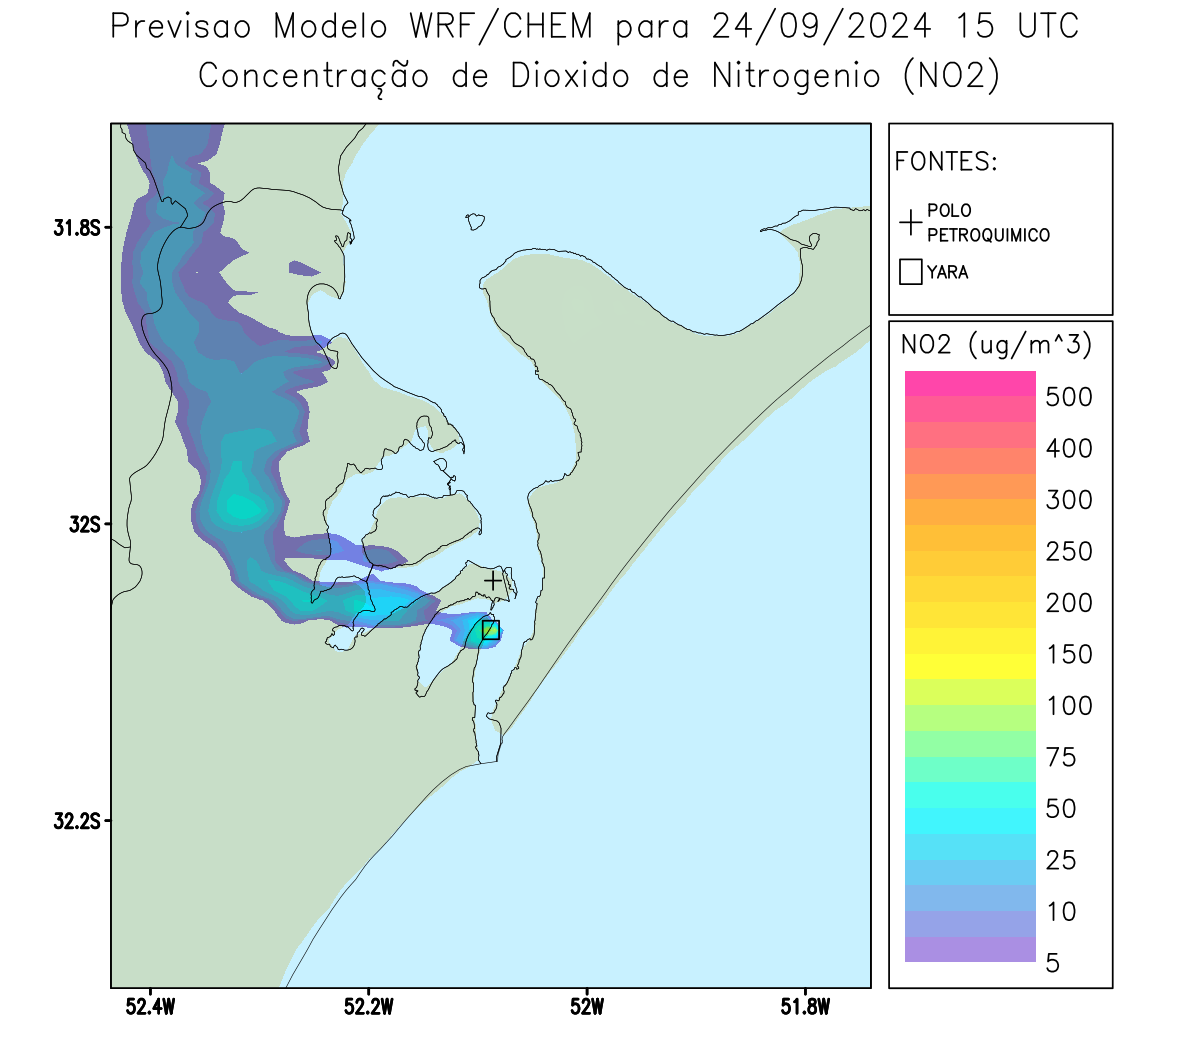 Previsao Modelo WRF/CHEM para 24/09/2024 15 UTC
Concentração de Dioxido de Nitrogenio (NO2)
FONTES:
POLO
PETROQUIMICO
YARA
NO2 (ug/m^3)
500
400
300
250
200
150
100
75
50
25
10
5
31.8S
32S
32.2S
52.4W
52.2W
52W
51.8W